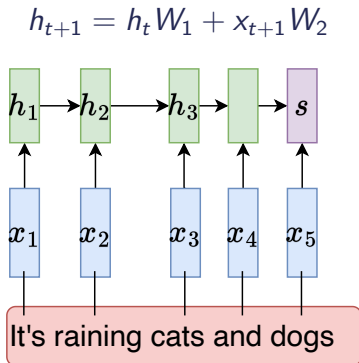 h_{t+1} = h_t W_1 + x_{t+1} W_2
h_1 h_2 h_3 s
x_1 x_2 x_3 x_4 x_5
It's raining cats and dogs